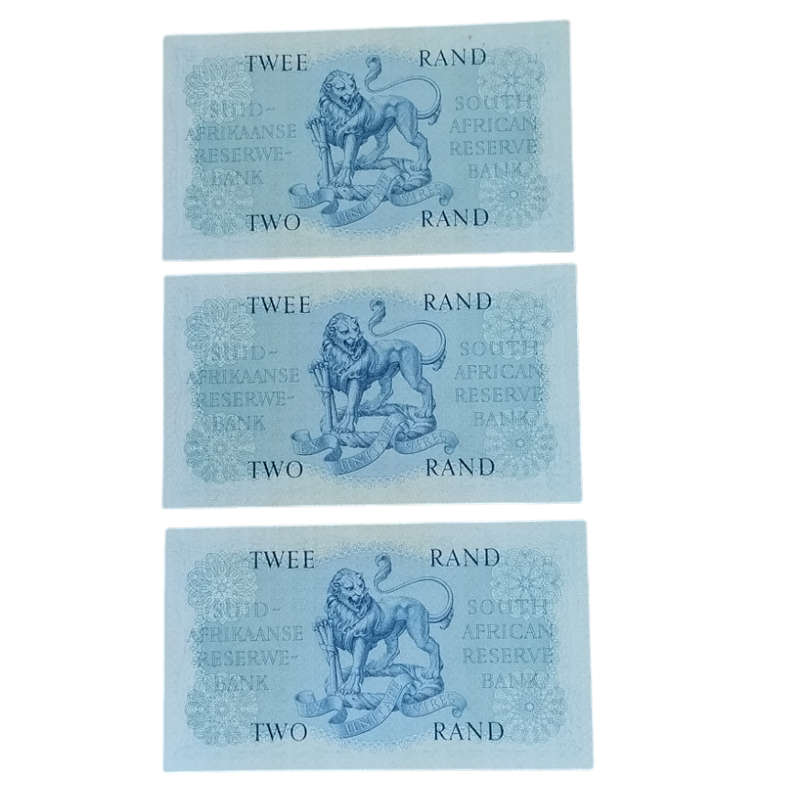 TWEE RAND
SUID-
AFRIKAANSE
RESERWE-
BANK
SOUTH
AFRICAN
RESERVE
BANK
TWO RAND
TWEE RAND
SUID-
AFRIKAANSE
RESERWE-
BANK
SOUTH
AFRICAN
RESERVE
BANK
TWO RAND
TWEE RAND
SUID-
AFRIKAANSE
RESERWE-
BANK
SOUTH
AFRICAN
RESERVE
BANK
TWO RAND